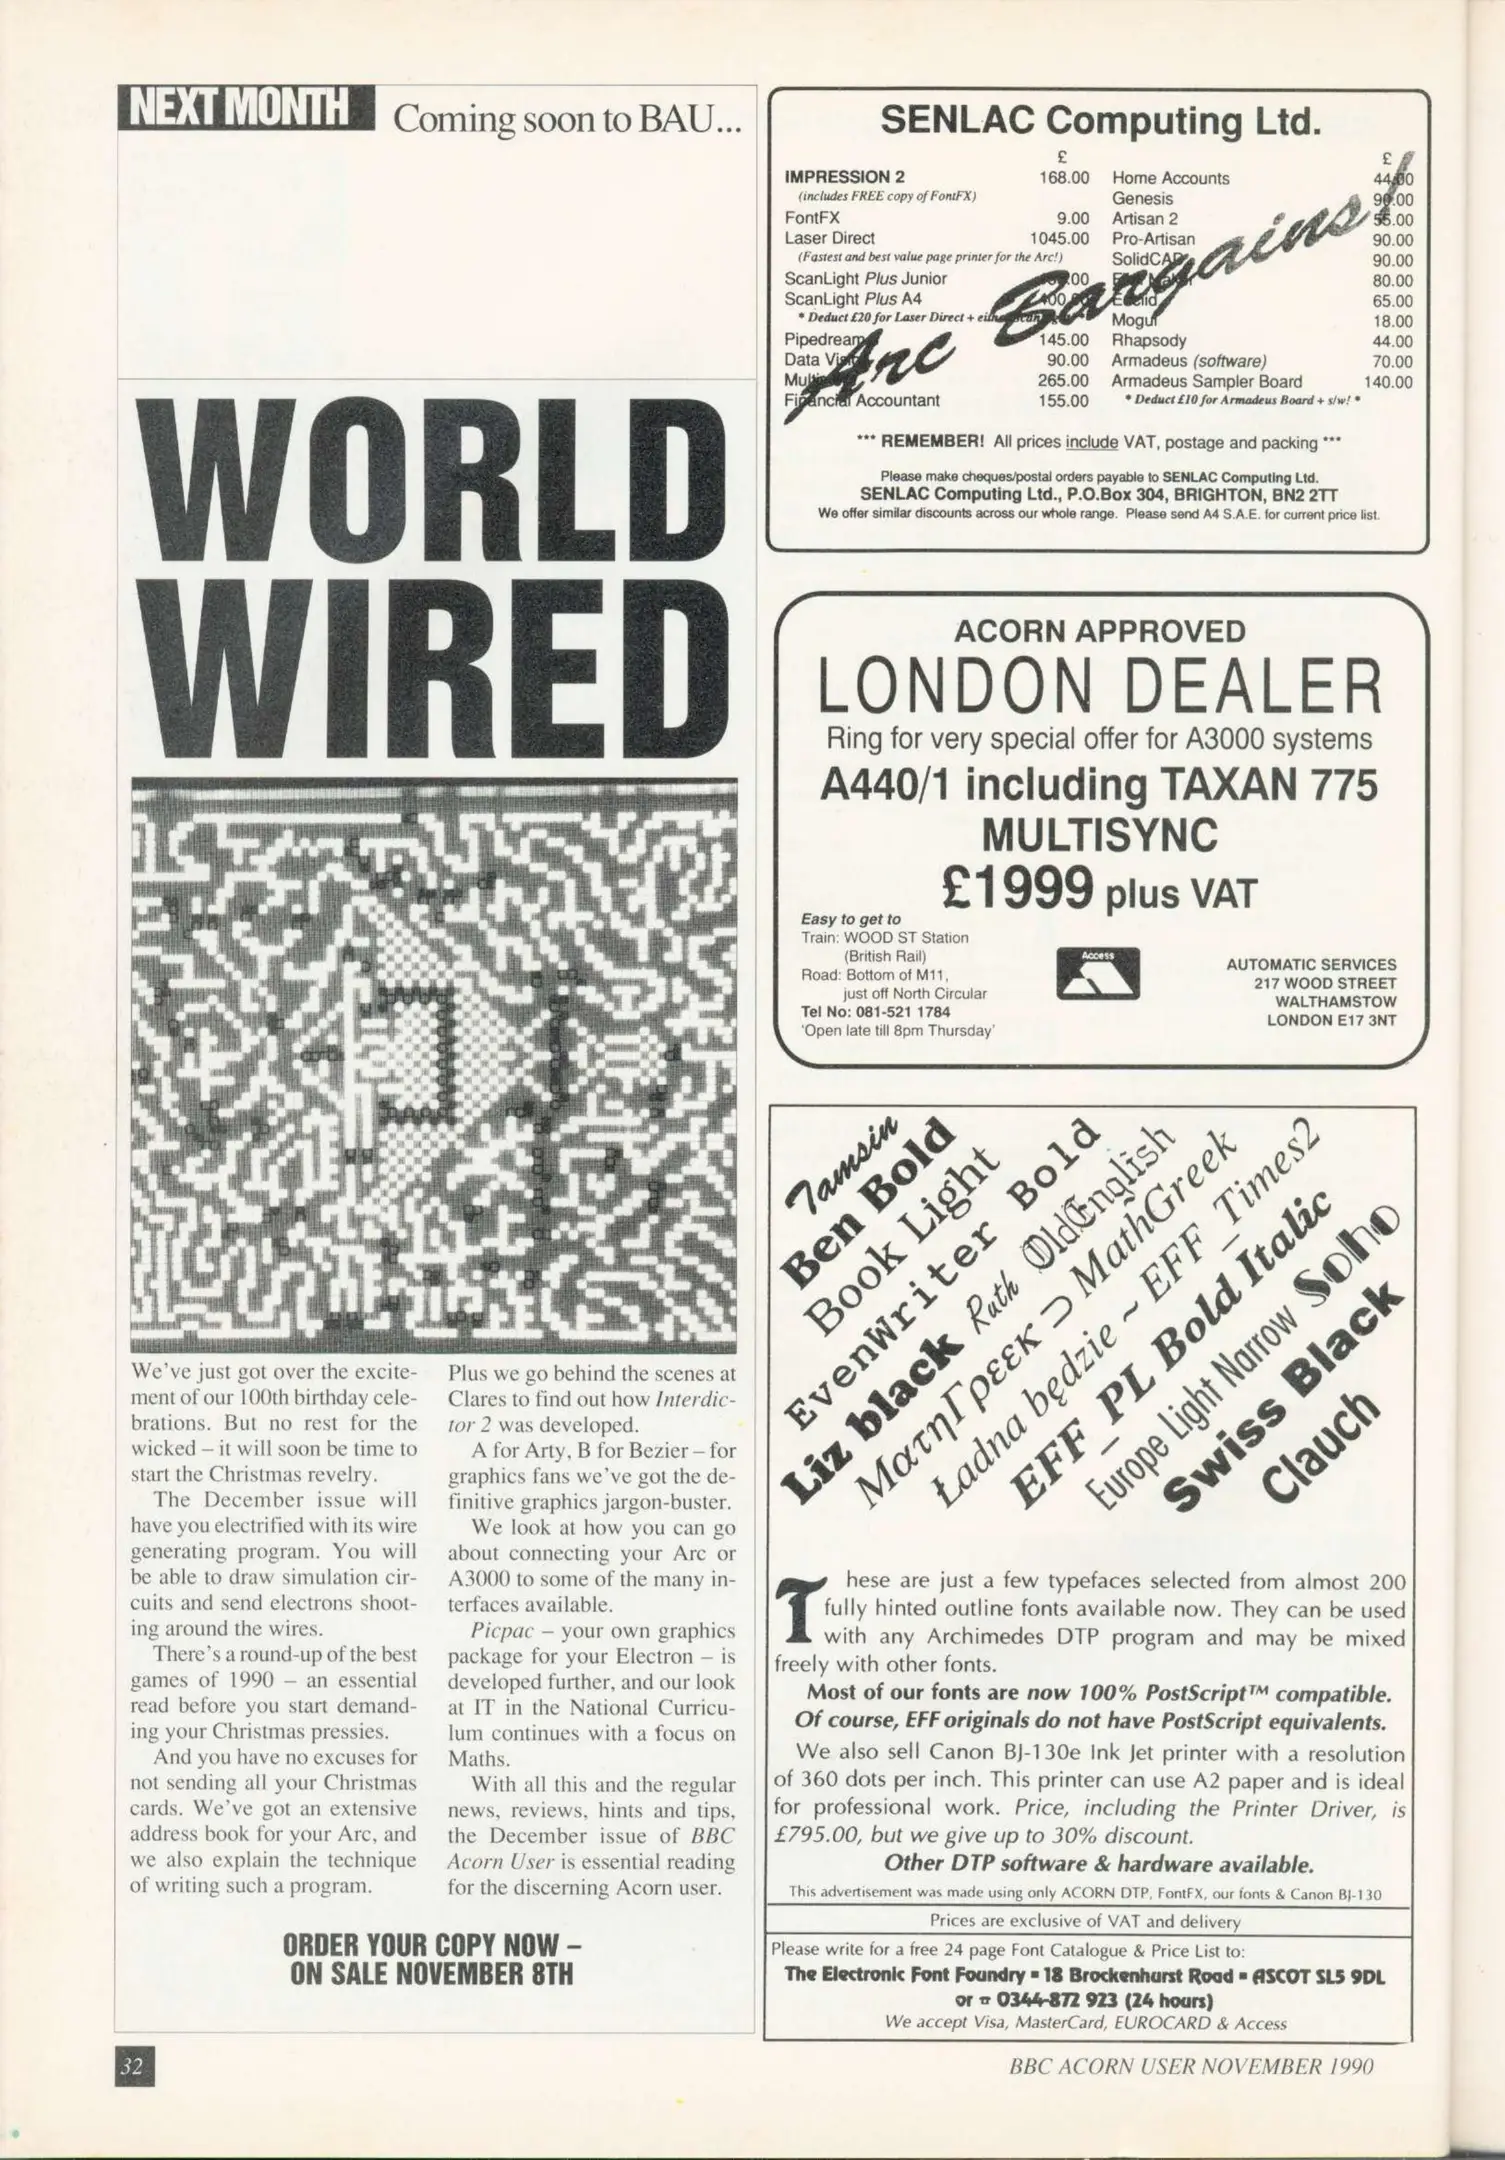 NEXT MONTH Coming soon to BAU...
WORLD
WIRED
We've just got over the excite-
ment of our 100th birthday cele-
brations. But no rest for the
wicked – it will soon be time to
start the Christmas revelry.
The December issue will
have you electrified with its wire
generating program. You will
be able to draw simulation cir-
cuits and send electrons shoot-
ing around the wires.
There's a round-up of the best
games of 1990 – an essential
read before you start demand-
ing your Christmas pressies.
And you have no excuses for
not sending all your Christmas
cards. We've got an extensive
address book for your Arc, and
we also explain the technique
of writing such a program.
Plus we go behind the scenes at
Clares to find out how Interdic-
tor 2 was developed.
A for Arty, B for Bezier – for
graphics fans we've got the de-
finitive graphics jargon-buster.
We look at how you can go
about connecting your Arc or
A3000 to some of the many in-
terfaces available.
Picpac – your own graphics
package for your Electron – is
developed further, and our look
at IT in the National Curricu-
lum continues with a focus on
Maths.
With all this and the regular
news, reviews, hints and tips,
the December issue of BBC
Acorn User is essential reading
for the discerning Acorn user.
ORDER YOUR COPY NOW –
ON SALE NOVEMBER 8TH
SENLAC Computing Ltd.
£
IMPRESSION 2 168.00
(includes FREE copy of FontFX)
FontFX 9.00
Laser Direct 1045.00
(Fastest and best value page printer for the Arc!)
ScanLight Plus Junior
ScanLight Plus A4
* Deduct £20 for Laser Direct +
Pipedream 145.00
Data 90.00
265.00
Financial Accountant 155.00
£
Home Accounts 44.00
Genesis 90.00
Artisan 2 55.00
Pro-Artisan 90.00
SolidCAD 90.00
80.00
Euclid 65.00
Mogul 18.00
Rhapsody 44.00
Armadeus (software) 70.00
Armadeus Sampler Board 140.00
* Deduct £10 for Armadeus Board + s/w! *
Arc Bargains!
*** REMEMBER! All prices include VAT, postage and packing ***
Please make cheques/postal orders payable to SENLAC Computing Ltd.
SENLAC Computing Ltd., P.O.Box 304, BRIGHTON, BN2 2TT
We offer similar discounts across our whole range. Please send A4 S.A.E. for current price list.
ACORN APPROVED
LONDON DEALER
Ring for very special offer for A3000 systems
A440/1 including TAXAN 775
MULTISYNC
£1999 plus VAT
Easy to get to
Train: WOOD ST Station
(British Rail)
Road: Bottom of M11,
just off North Circular
Tel No: 081-521 1784
'Open late till 8pm Thursday'
Access
AUTOMATIC SERVICES
217 WOOD STREET
WALTHAMSTOW
LONDON E17 3NT
Tamsin
Ben Bold
Book Light
EvenWriter Bold
Liz black Ruth OldEnglish
ΜατηΓρεεκ ⊃ MathGreek
Ładna będzie ~ EFF_Times2
EFF_PL Bold Italic
Europe Light Narrow Soho
Swiss Black
Clauch
These are just a few typefaces selected from almost 200
fully hinted outline fonts available now. They can be used
with any Archimedes DTP program and may be mixed
freely with other fonts.
Most of our fonts are now 100% PostScript™ compatible.
Of course, EFF originals do not have PostScript equivalents.
We also sell Canon BJ-130e Ink Jet printer with a resolution
of 360 dots per inch. This printer can use A2 paper and is ideal
for professional work. Price, including the Printer Driver, is
£795.00, but we give up to 30% discount.
Other DTP software & hardware available.
This advertisement was made using only ACORN DTP, FontFX, our fonts & Canon BJ-130
Prices are exclusive of VAT and delivery
Please write for a free 24 page Font Catalogue & Price List to:
The Electronic Font Foundry ▪ 18 Brockenhurst Road ▪ ASCOT SL5 9DL
or ☎ 0344-872 923 (24 hours)
We accept Visa, MasterCard, EUROCARD & Access
32
BBC ACORN USER NOVEMBER 1990